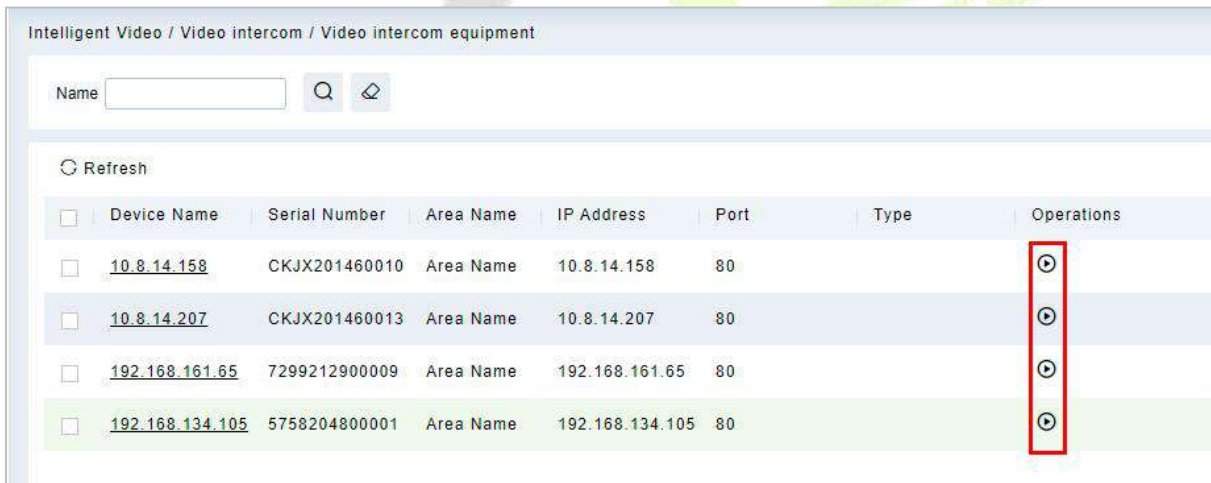 Intelligent Video / Video intercom / Video intercom equipment
Name
Refresh
Device Name Serial Number Area Name IP Address Port Type Operations
10.8.14.158 CKJX201460010 Area Name 10.8.14.158 80
10.8.14.207 CKJX201460013 Area Name 10.8.14.207 80
192.168.161.65 7299212900009 Area Name 192.168.161.65 80
192.168.134.105 5758204800001 Area Name 192.168.134.105 80